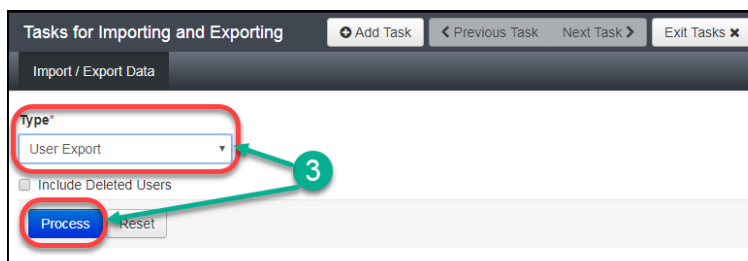 Tasks for Importing and Exporting Add Task Previous Task Next Task Exit Tasks
Import / Export Data
Type*
User Export
3
Include Deleted Users
Process Reset